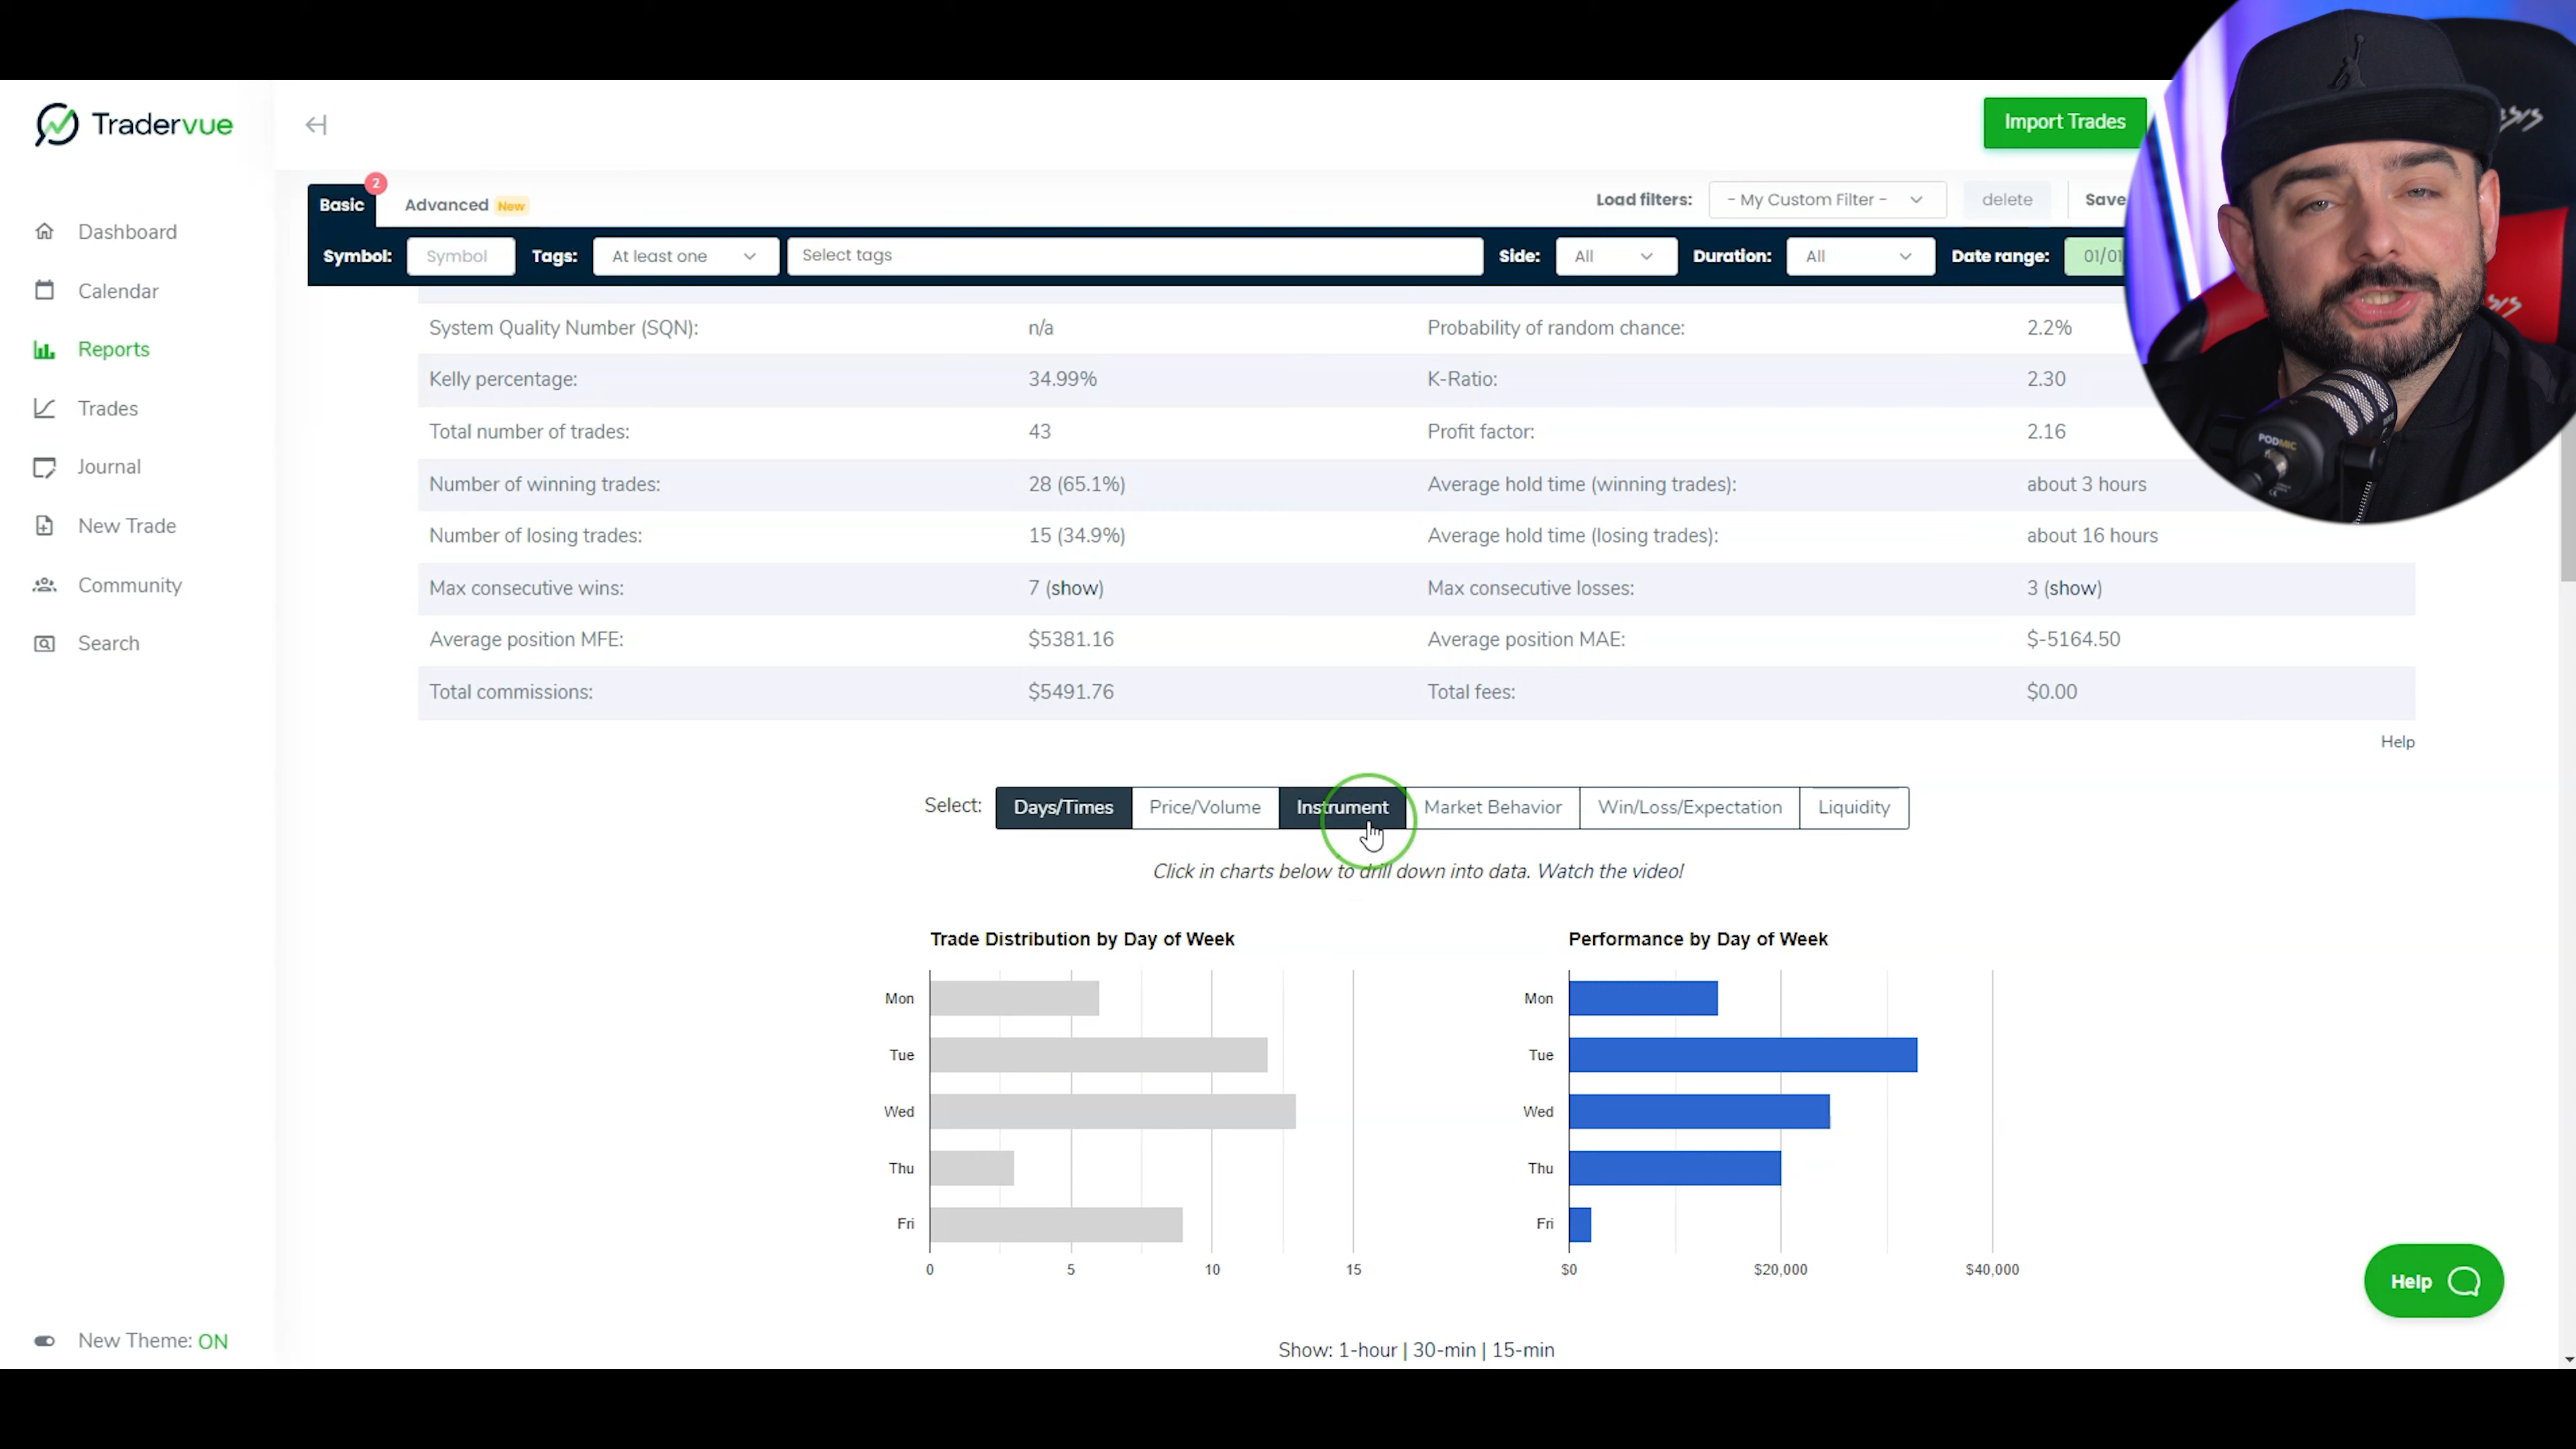 Tradervue
Import Trades
Basic 2 Advanced New Load filters: - My Custom Filter - delete Save
Symbol: Symbol Tags: At least one Select tags Side: All Duration: All Date range: 01/01
Dashboard
Calendar
Reports
Trades
Journal
New Trade
Community
Search
System Quality Number (SQN): n/a Probability of random chance: 2.2%
Kelly percentage: 34.99% K-Ratio: 2.30
Total number of trades: 43 Profit factor: 2.16
Number of winning trades: 28 (65.1%) Average hold time (winning trades): about 3 hours
Number of losing trades: 15 (34.9%) Average hold time (losing trades): about 16 hours
Max consecutive wins: 7 (show) Max consecutive losses: 3 (show)
Average position MFE: $5381.16 Average position MAE: $-5164.50
Total commissions: $5491.76 Total fees: $0.00
Help
PODMIC
Select: Days/Times Price/Volume Instrument Market Behavior Win/Loss/Expectation Liquidity
Click in charts below to drill down into data. Watch the video!
Trade Distribution by Day of Week
Mon
Tue
Wed
Thu
Fri
0 5 10 15
Performance by Day of Week
Mon
Tue
Wed
Thu
Fri
$0 $20,000 $40,000
Help
Show: 1-hour | 30-min | 15-min
New Theme: ON